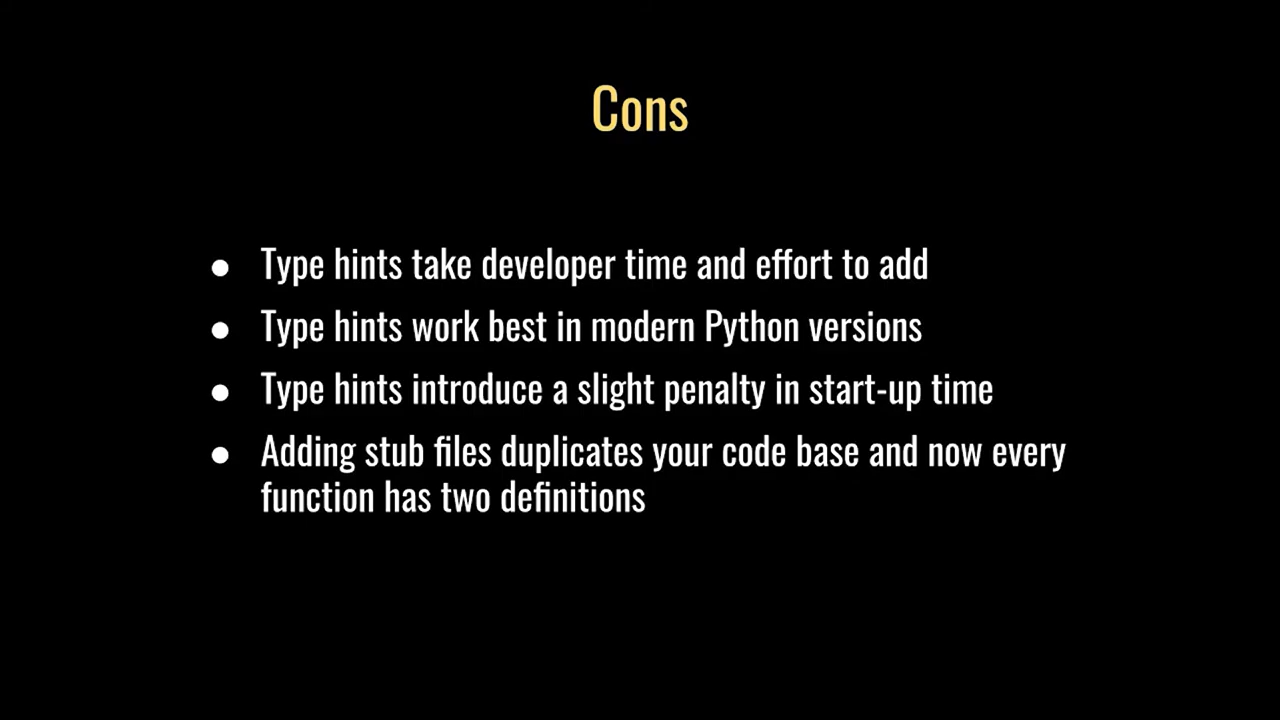 Cons
● Type hints take developer time and effort to add
● Type hints work best in modern Python versions
● Type hints introduce a slight penalty in start-up time
● Adding stub files duplicates your code base and now every
function has two definitions